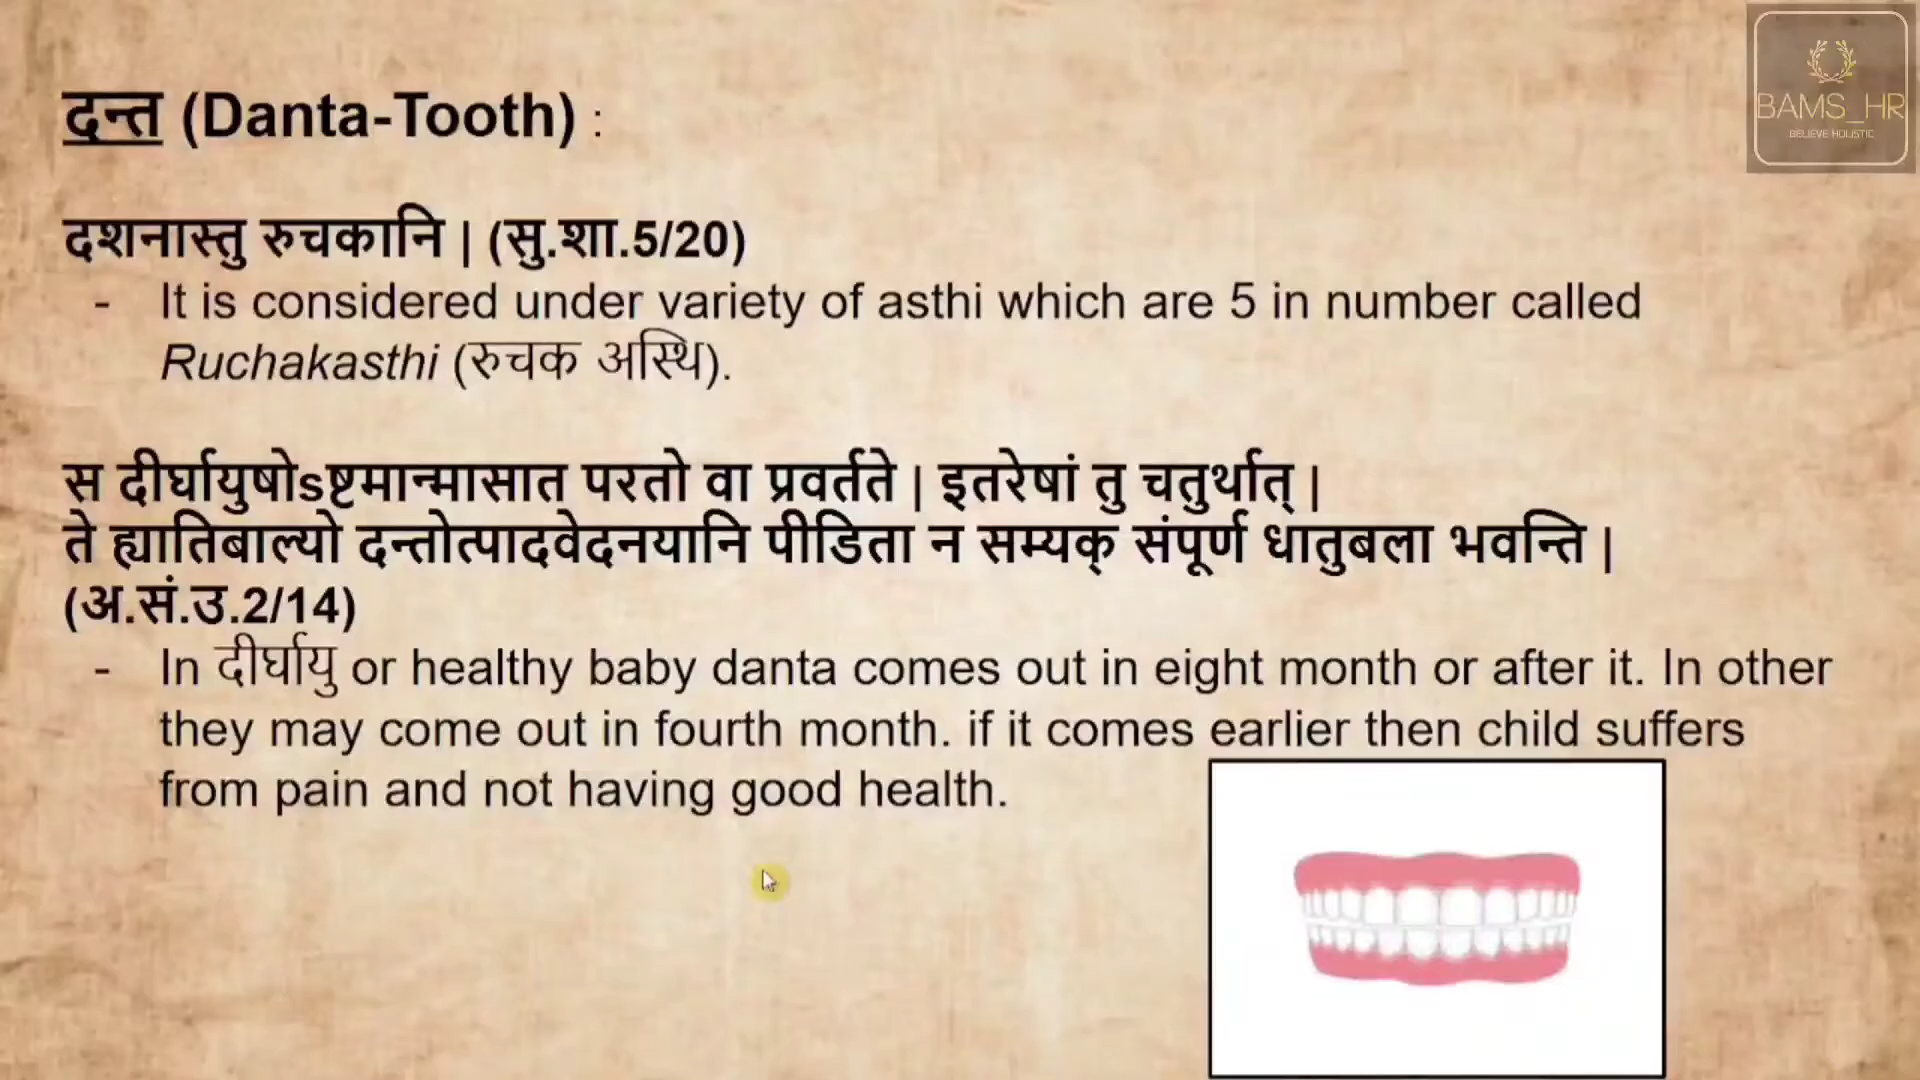 BAMS_HR
BELIEVE HOLISTIC
दन्त (Danta-Tooth) :
दशनास्तु रुचकानि | (सु.शा.5/20)
- It is considered under variety of asthi which are 5 in number called
Ruchakasthi (रुचक अस्थि).
स दीर्घायुषोsष्टमान्मासात परतो वा प्रवर्तते | इतरेषां तु चतुर्थात् |
ते ह्यातिबाल्यो दन्तोत्पादवेदनयानि पीडिता न सम्यक् संपूर्ण धातुबला भवन्ति |
(अ.सं.उ.2/14)
- In दीर्घायु or healthy baby danta comes out in eight month or after it. In other
they may come out in fourth month. if it comes earlier then child suffers
from pain and not having good health.